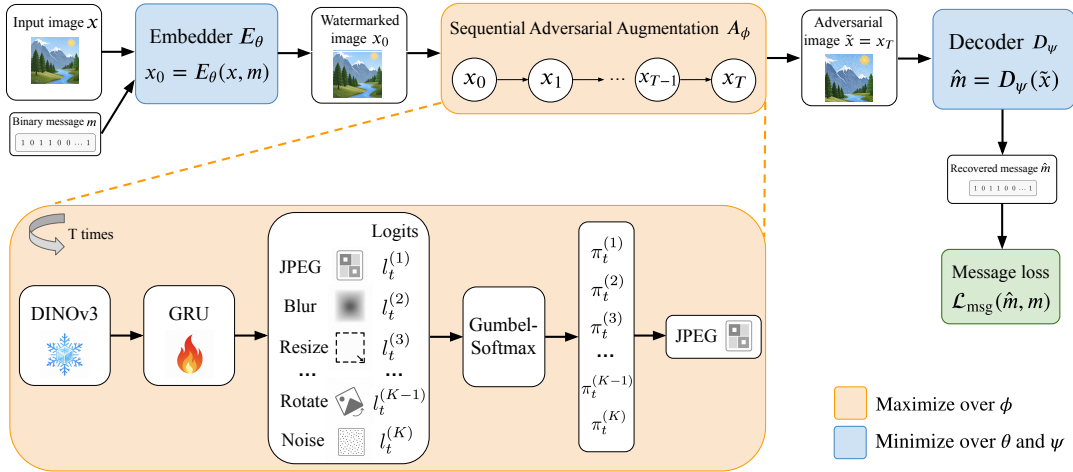 Input image x
Binary message m
1 0 1 1 0 0 ... 1
Embedder E_θ
x_0 = E_θ(x, m)
Watermarked
image x_0
Sequential Adversarial Augmentation A_ϕ
x_0
x_1
...
x_{T−1}
x_T
Adversarial
image x̃ = x_T
Decoder D_ψ
m̂ = D_ψ(x̃)
Recovered message m̂
1 0 1 1 0 0 ... 1
Message loss
ℒ_msg(m̂, m)
T times
DINOv3
GRU
Logits
JPEG l_t^{(1)}
Blur l_t^{(2)}
Resize l_t^{(3)}
... ...
Rotate l_t^{(K−1)}
Noise l_t^{(K)}
Gumbel-
Softmax
π_t^{(1)}
π_t^{(2)}
π_t^{(3)}
...
π_t^{(K−1)}
π_t^{(K)}
JPEG
Maximize over ϕ
Minimize over θ and ψ